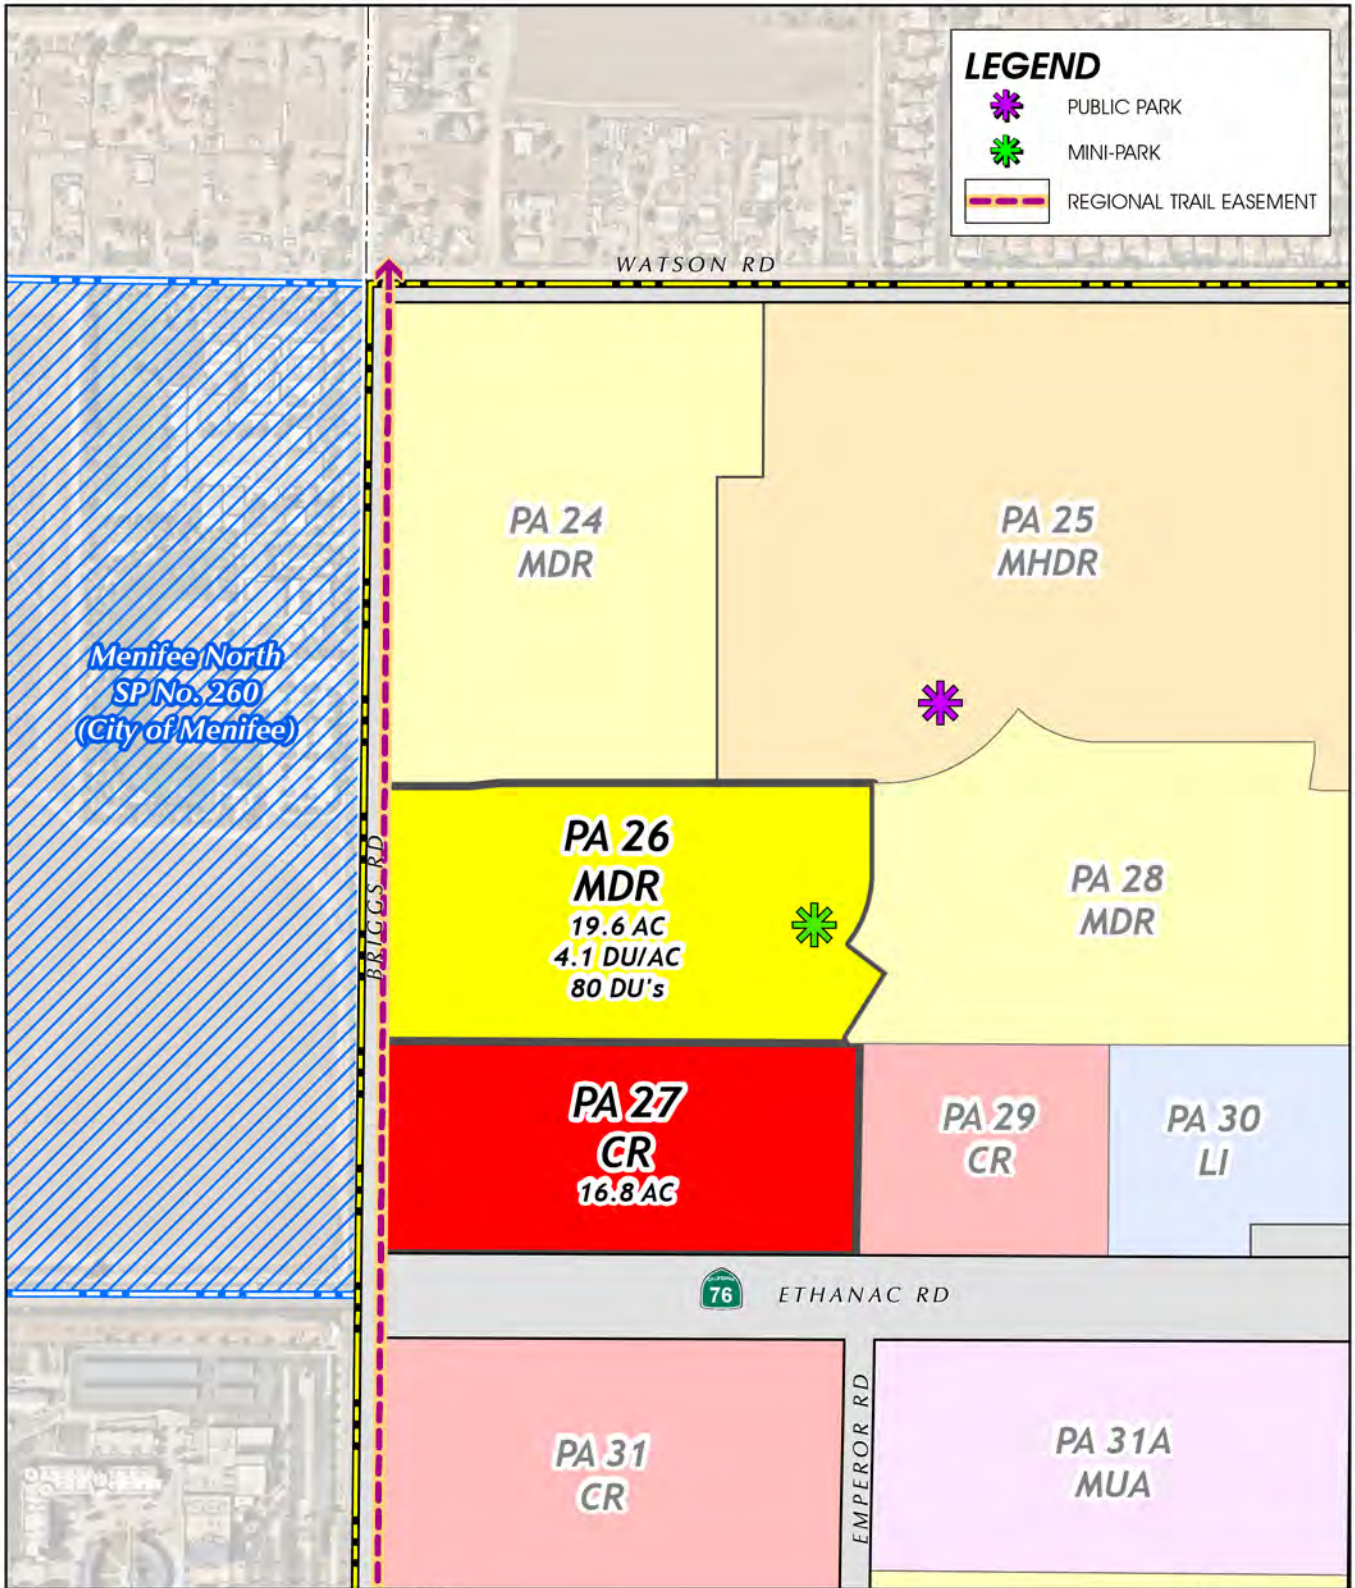 LEGEND
PUBLIC PARK
MINI-PARK
REGIONAL TRAIL EASEMENT
WATSON RD
PA 24
MDR
PA 25
MHDR
Menifee North
SP No. 260
(City of Menifee)
BRIGGS RD
PA 26
MDR
19.6 AC
4.1 DU/AC
80 DU's
PA 28
MDR
PA 27
CR
16.8 AC
PA 29
CR
PA 30
LI
CALIFORNIA
76
ETHANAC RD
EMPEROR RD
PA 31
CR
PA 31A
MUA